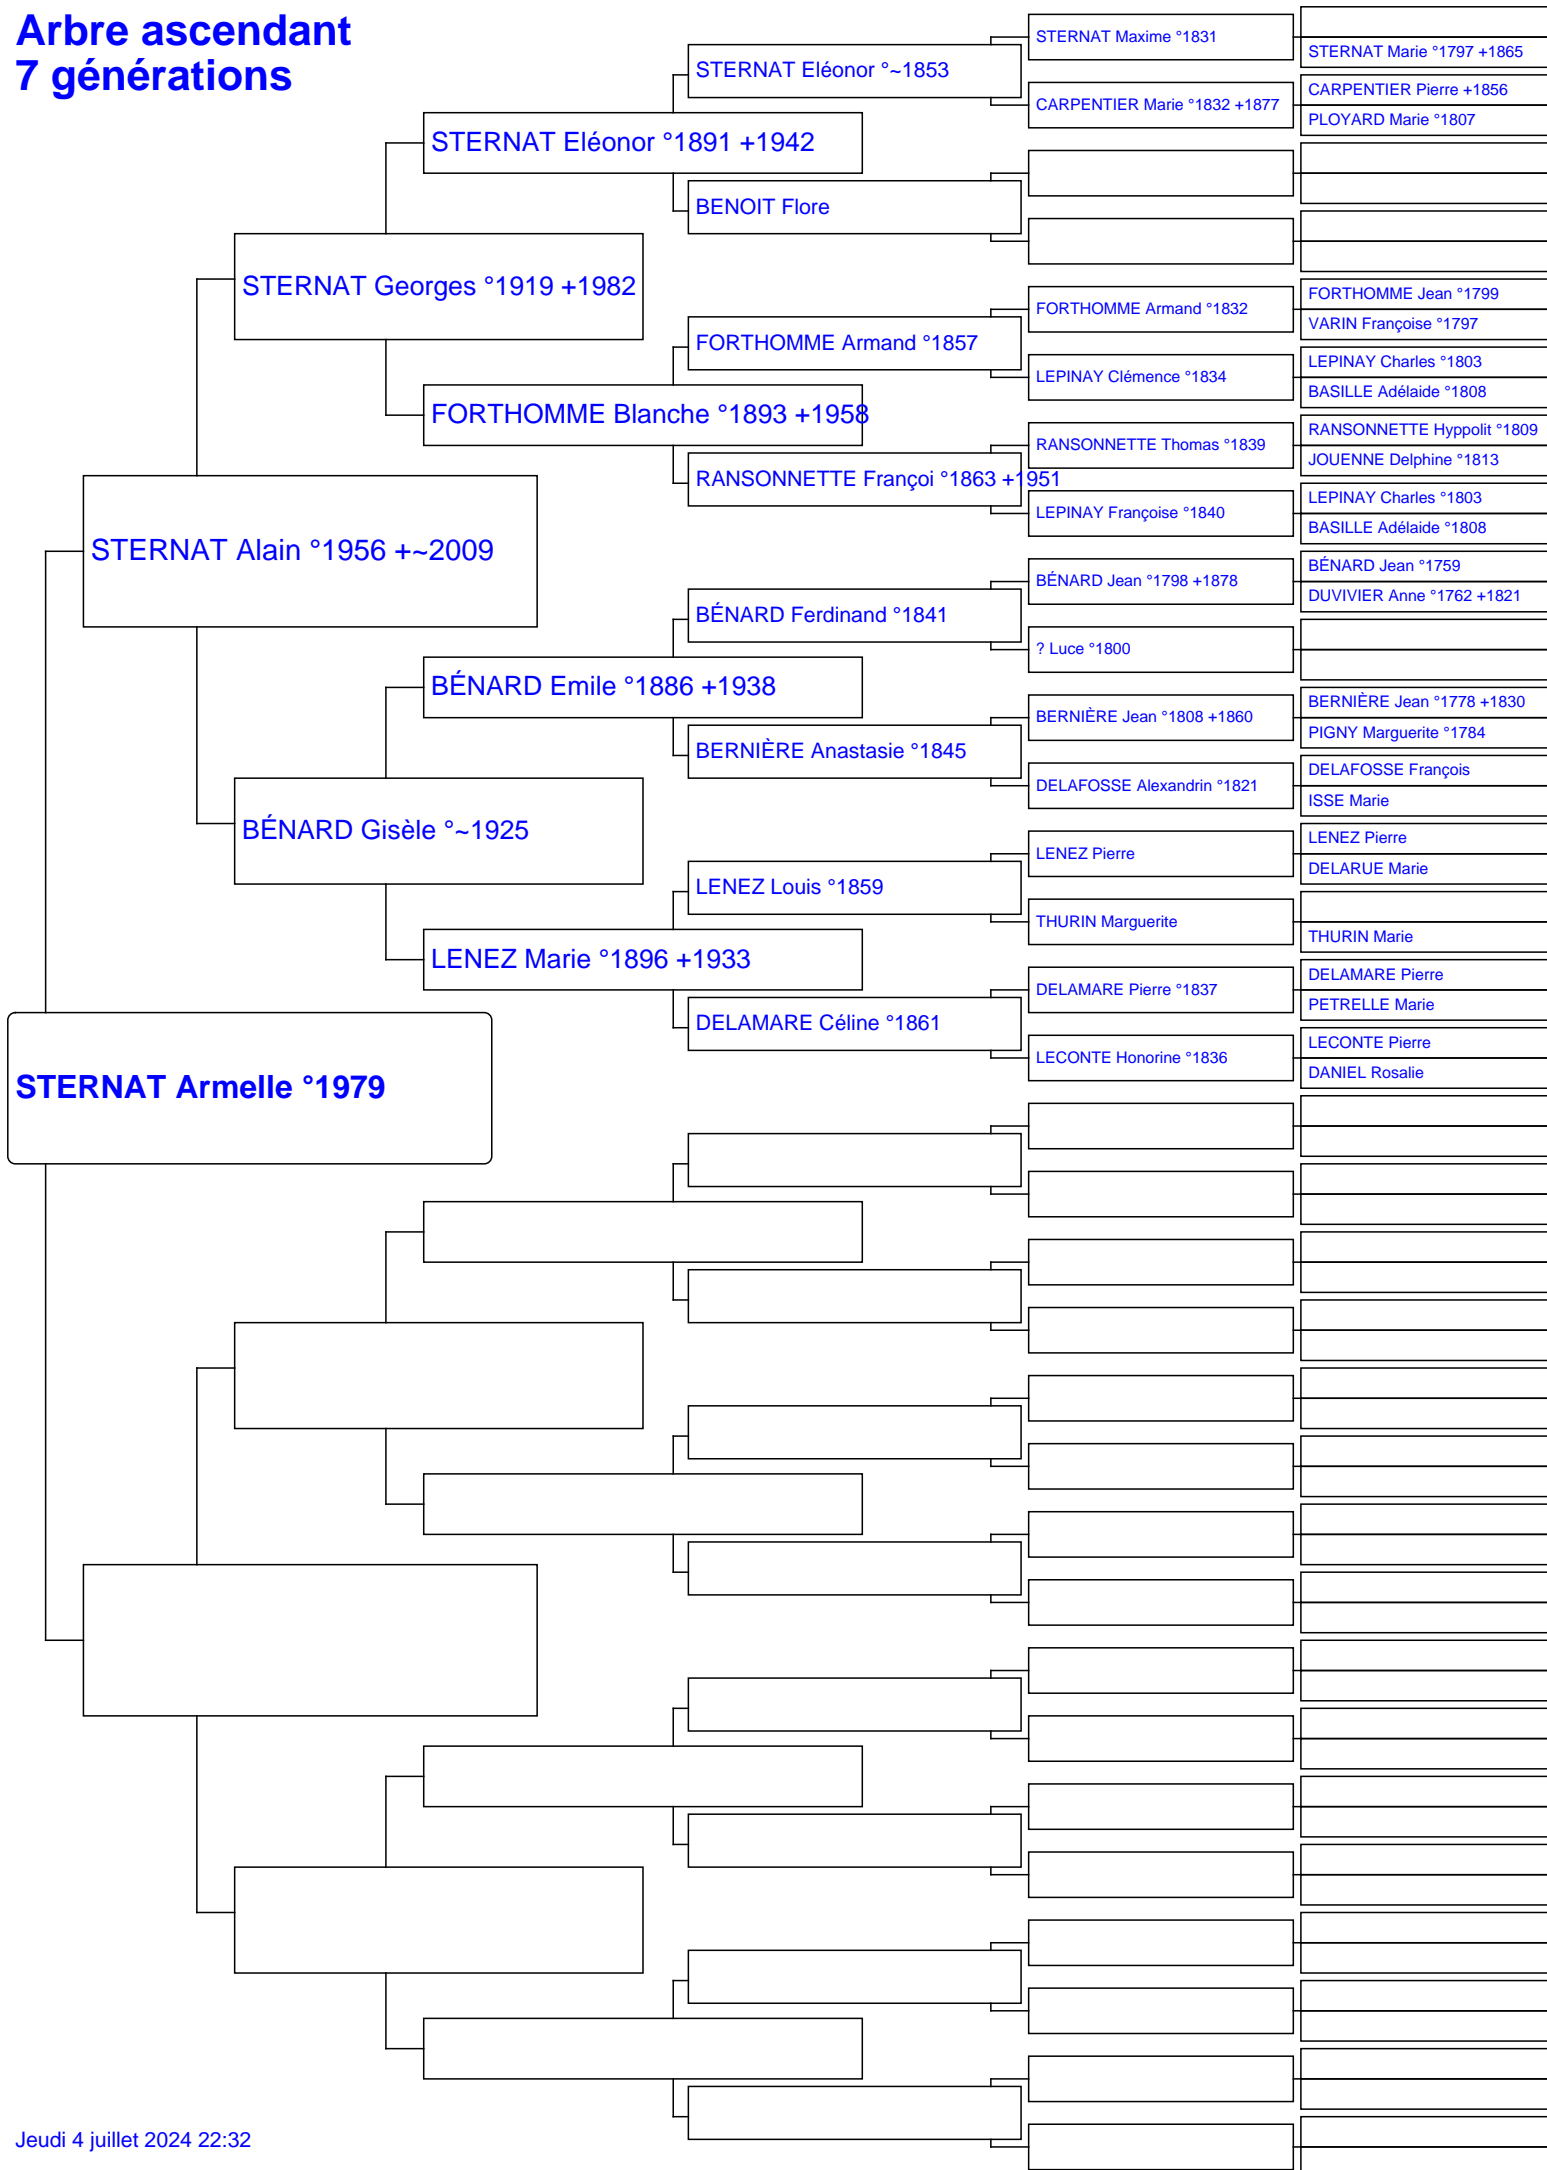 Arbre ascendant
7 générations
STERNAT Maxime °1831
STERNAT Marie °1797 +1865
STERNAT Eléonor °~1853
CARPENTIER Pierre +1856
CARPENTIER Marie °1832 +1877
PLOYARD Marie °1807
STERNAT Eléonor °1891 +1942
BENOIT Flore
STERNAT Georges °1919 +1982
FORTHOMME Jean °1799
FORTHOMME Armand °1832
VARIN Françoise °1797
FORTHOMME Armand °1857
LEPINAY Charles °1803
LEPINAY Clémence °1834
BASILLE Adélaide °1808
FORTHOMME Blanche °1893 +1958
RANSONNETTE Hyppolit °1809
RANSONNETTE Thomas °1839
JOUENNE Delphine °1813
RANSONNETTE Françoi °1863 +1951
LEPINAY Charles °1803
LEPINAY Françoise °1840
BASILLE Adélaide °1808
STERNAT Alain °1956 +~2009
BÉNARD Jean °1759
BÉNARD Jean °1798 +1878
DUVIVIER Anne °1762 +1821
BÉNARD Ferdinand °1841
? Luce °1800
BÉNARD Emile °1886 +1938
BERNIÈRE Jean °1778 +1830
BERNIÈRE Jean °1808 +1860
PIGNY Marguerite °1784
BERNIÈRE Anastasie °1845
DELAFOSSE François
DELAFOSSE Alexandrin °1821
ISSE Marie
BÉNARD Gisèle °~1925
LENEZ Pierre
LENEZ Pierre
DELARUE Marie
LENEZ Louis °1859
THURIN Marguerite
THURIN Marie
LENEZ Marie °1896 +1933
DELAMARE Pierre
DELAMARE Pierre °1837
PETRELLE Marie
DELAMARE Céline °1861
LECONTE Pierre
LECONTE Honorine °1836
DANIEL Rosalie
STERNAT Armelle °1979
Jeudi 4 juillet 2024 22:32